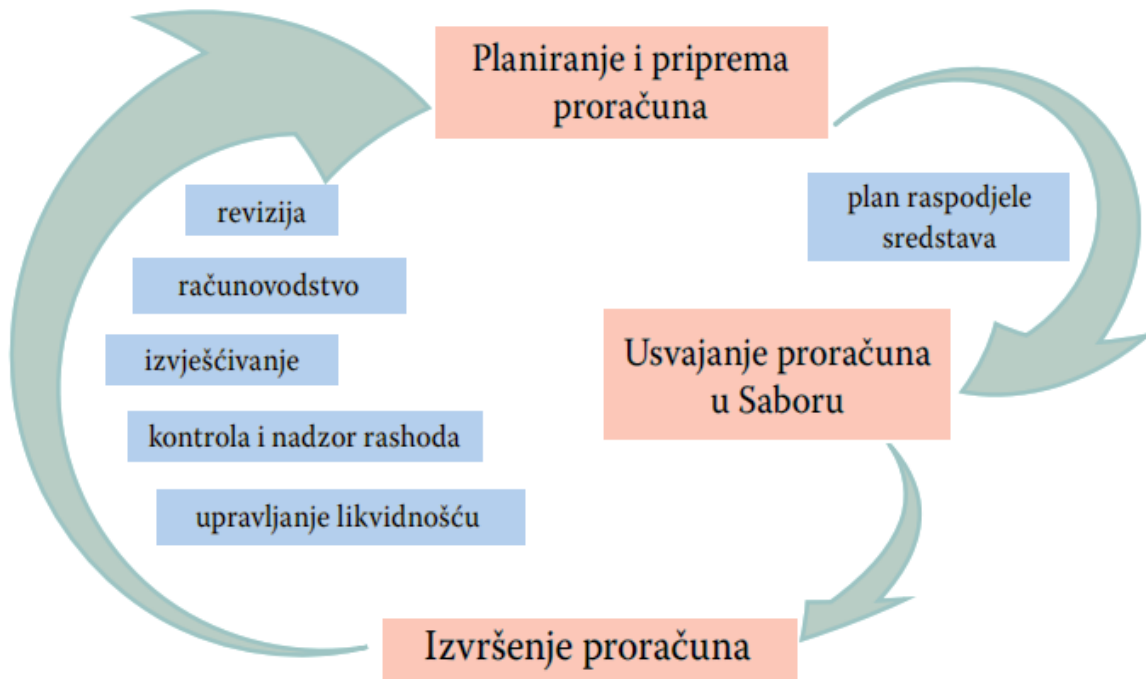 Planiranje i priprema
proračuna
plan raspodjele
sredstava
Usvajanje proračuna
u Saboru
Izvršenje proračuna
revizija
računovodstvo
izvješćivanje
kontrola i nadzor rashoda
upravljanje likvidnošću